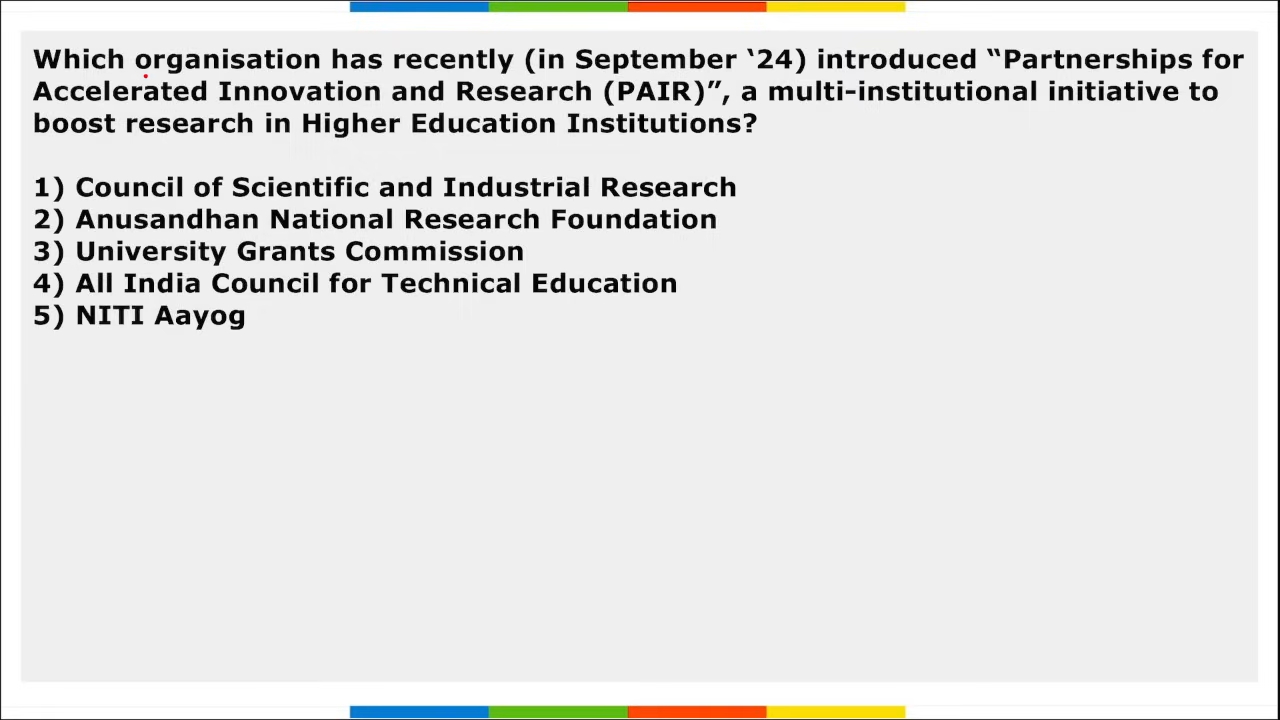 Which organisation has recently (in September ‘24) introduced “Partnerships for
Accelerated Innovation and Research (PAIR)”, a multi-institutional initiative to
boost research in Higher Education Institutions?
1) Council of Scientific and Industrial Research
2) Anusandhan National Research Foundation
3) University Grants Commission
4) All India Council for Technical Education
5) NITI Aayog